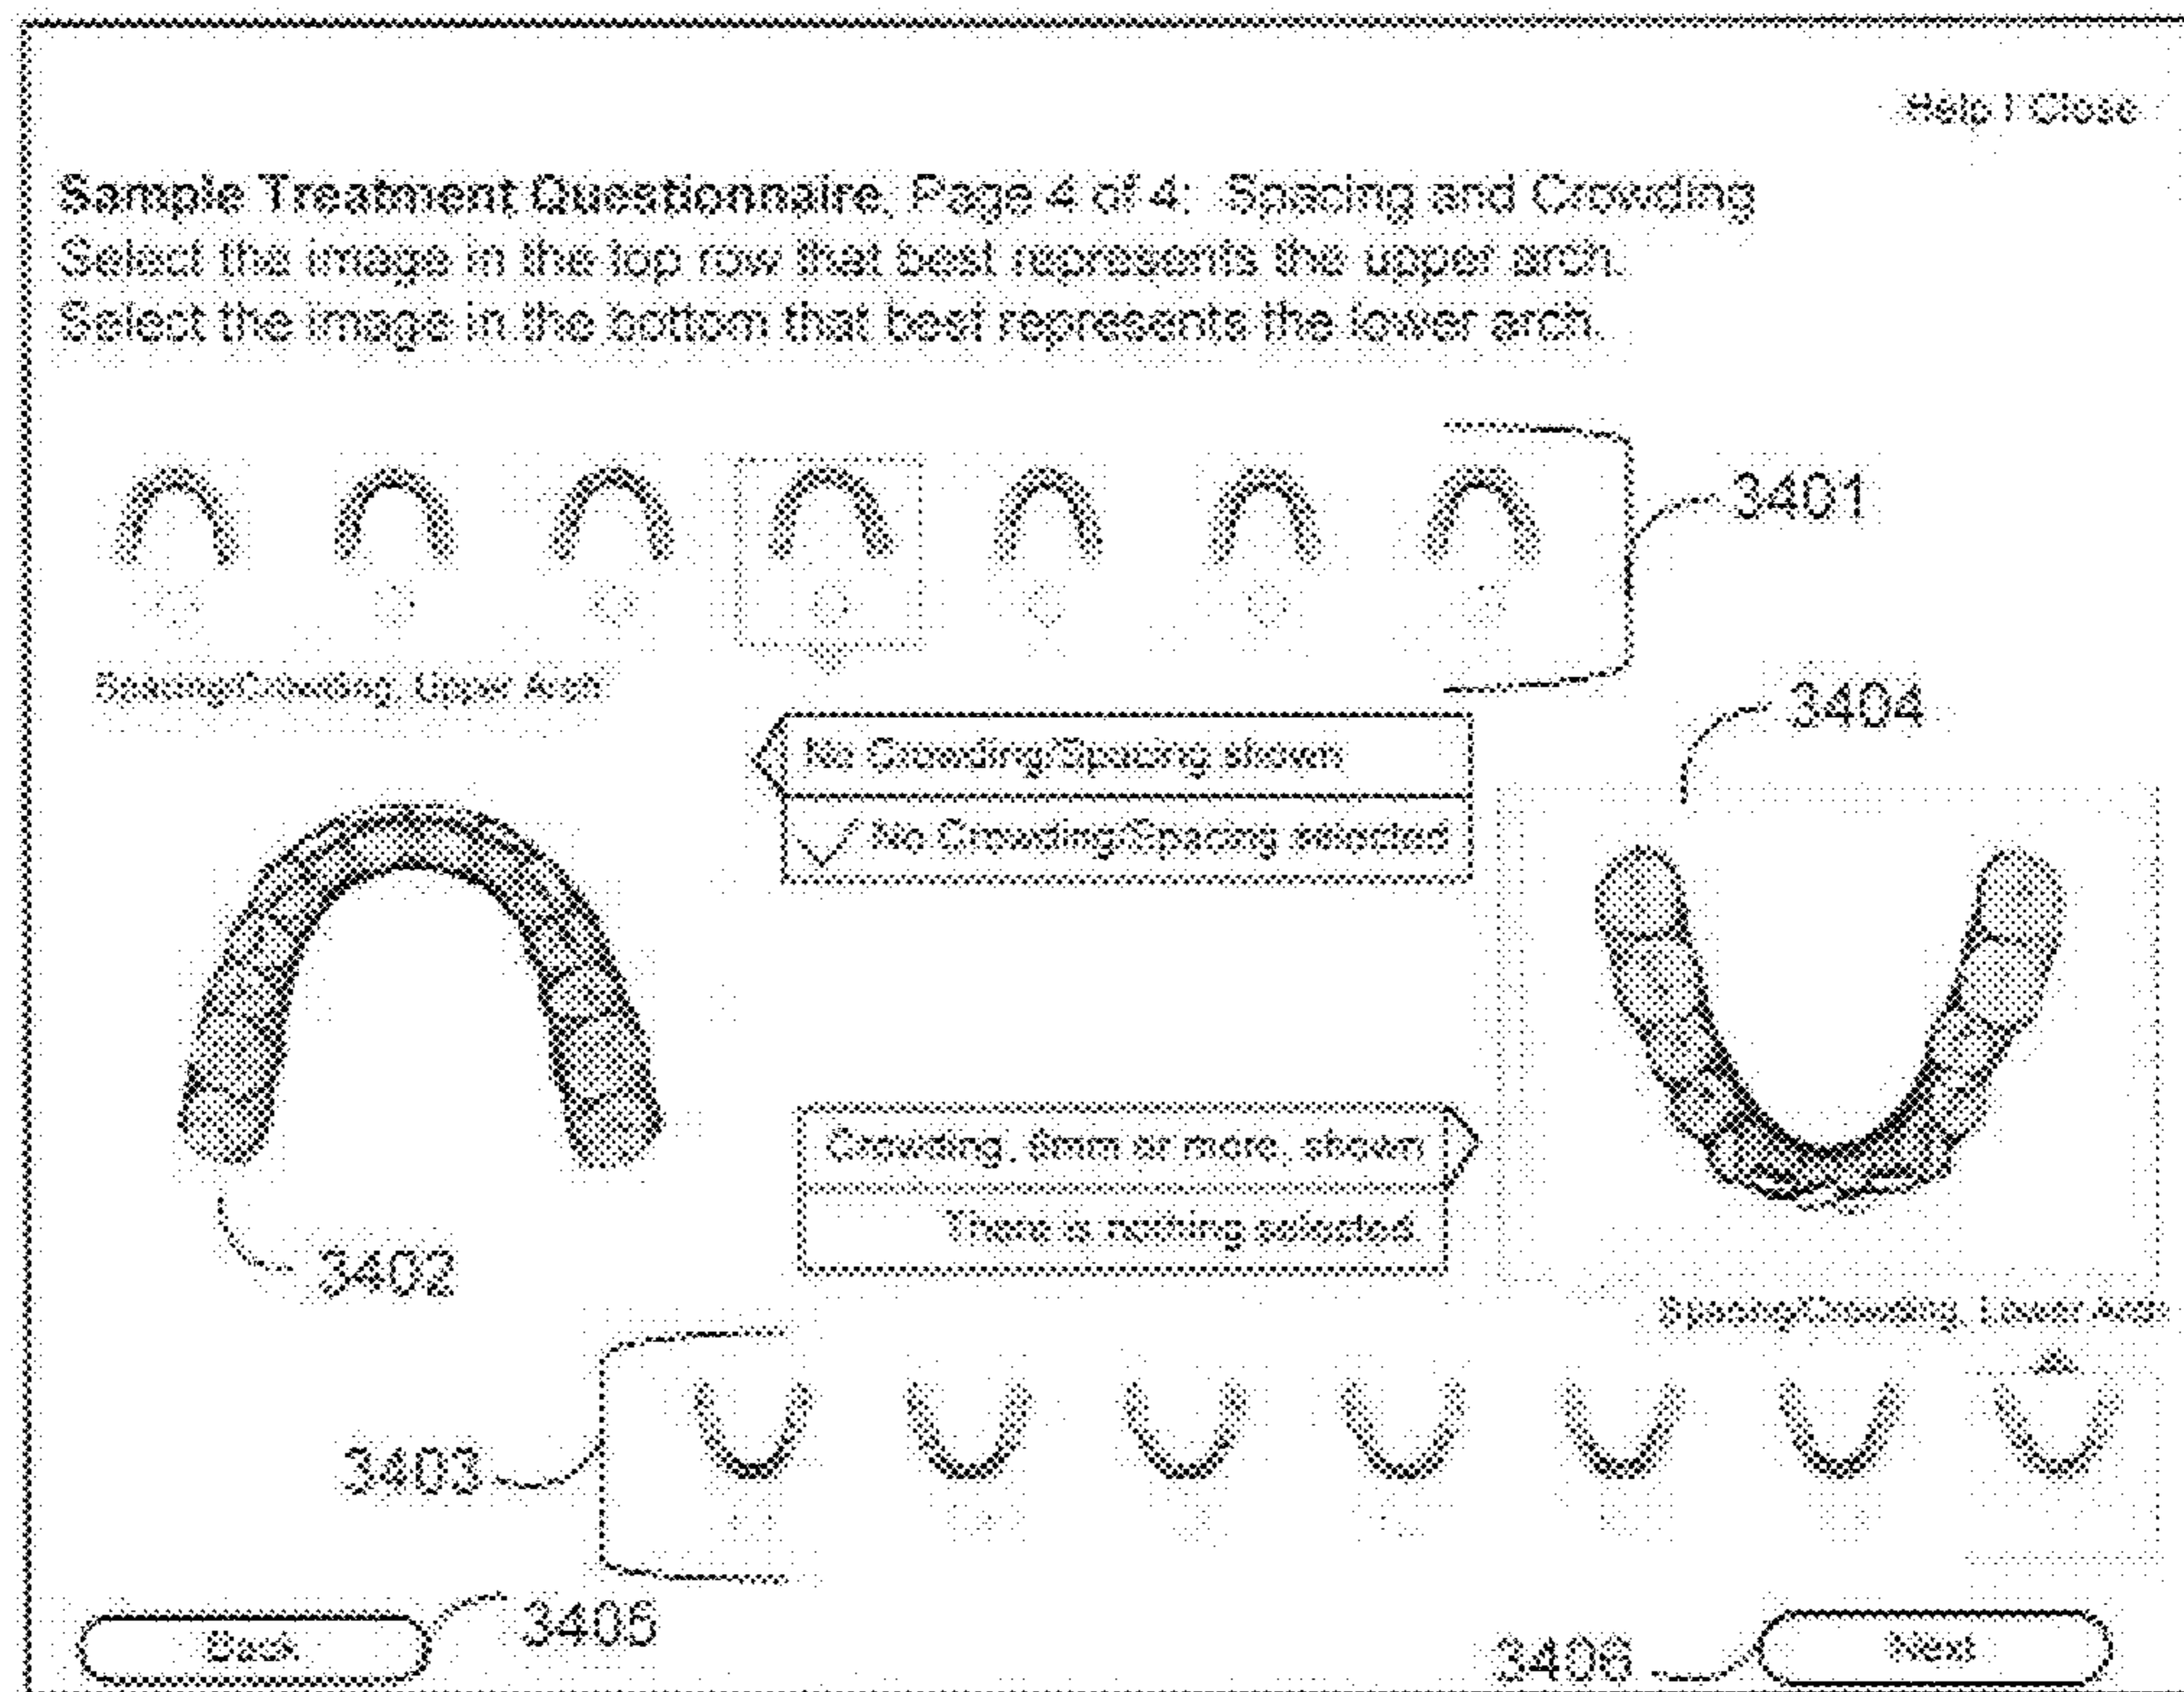 Help | Close
Sample Treatment Questionnaire, Page 4 of 4: Spacing and Crowding
Select the image in the top row that best represents the upper arch.
Select the image in the bottom that best represents the lower arch.
3401
Spacing/Crowding, Upper Arch
3404
No Crowding/Spacing shown
No Crowding/Spacing selected
Crowding, 6mm or more, shown
There is nothing selected.
3402
Spacing/Crowding, Lower Arch
3403
3405
Back
3406
Next